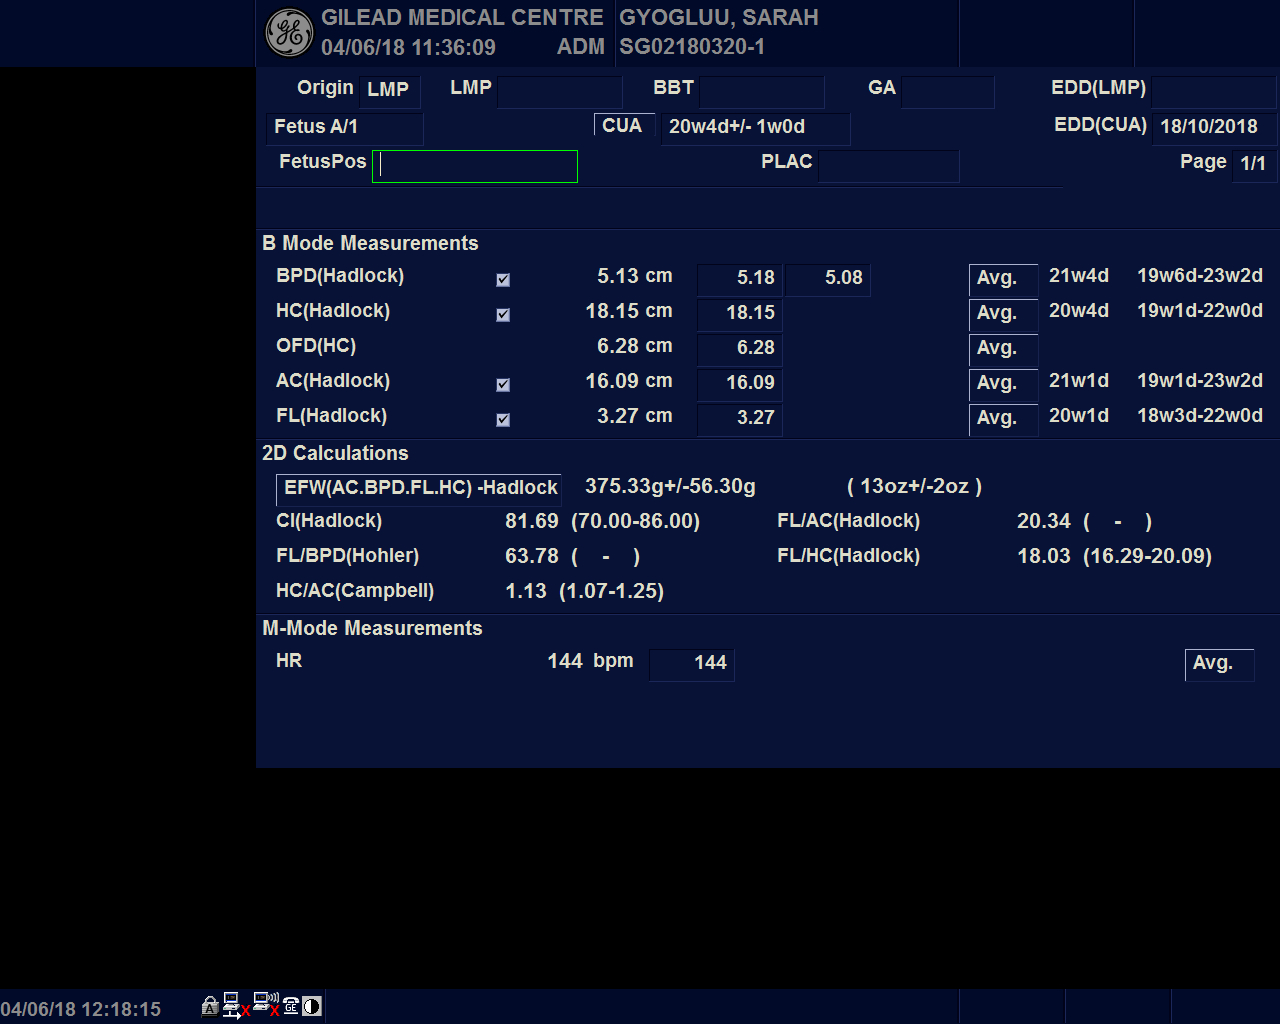 GILEAD MEDICAL CENTRE GYOGLUU, SARAH
04/06/18 11:36:09 ADM SG02180320-1
Origin LMP LMP BBT GA EDD(LMP)
Fetus A/1 CUA 20w4d+/- 1w0d EDD(CUA) 18/10/2018
FetusPos PLAC Page 1/1
B Mode Measurements
BPD(Hadlock) 5.13 cm 5.18 5.08 Avg. 21w4d 19w6d-23w2d
HC(Hadlock) 18.15 cm 18.15 Avg. 20w4d 19w1d-22w0d
OFD(HC) 6.28 cm 6.28 Avg.
AC(Hadlock) 16.09 cm 16.09 Avg. 21w1d 19w1d-23w2d
FL(Hadlock) 3.27 cm 3.27 Avg. 20w1d 18w3d-22w0d
2D Calculations
EFW(AC.BPD.FL.HC) -Hadlock 375.33g+/-56.30g ( 13oz+/-2oz )
CI(Hadlock) 81.69 (70.00-86.00) FL/AC(Hadlock) 20.34 ( - )
FL/BPD(Hohler) 63.78 ( - ) FL/HC(Hadlock) 18.03 (16.29-20.09)
HC/AC(Campbell) 1.13 (1.07-1.25)
M-Mode Measurements
HR 144 bpm 144 Avg.
04/06/18 12:18:15 A GE